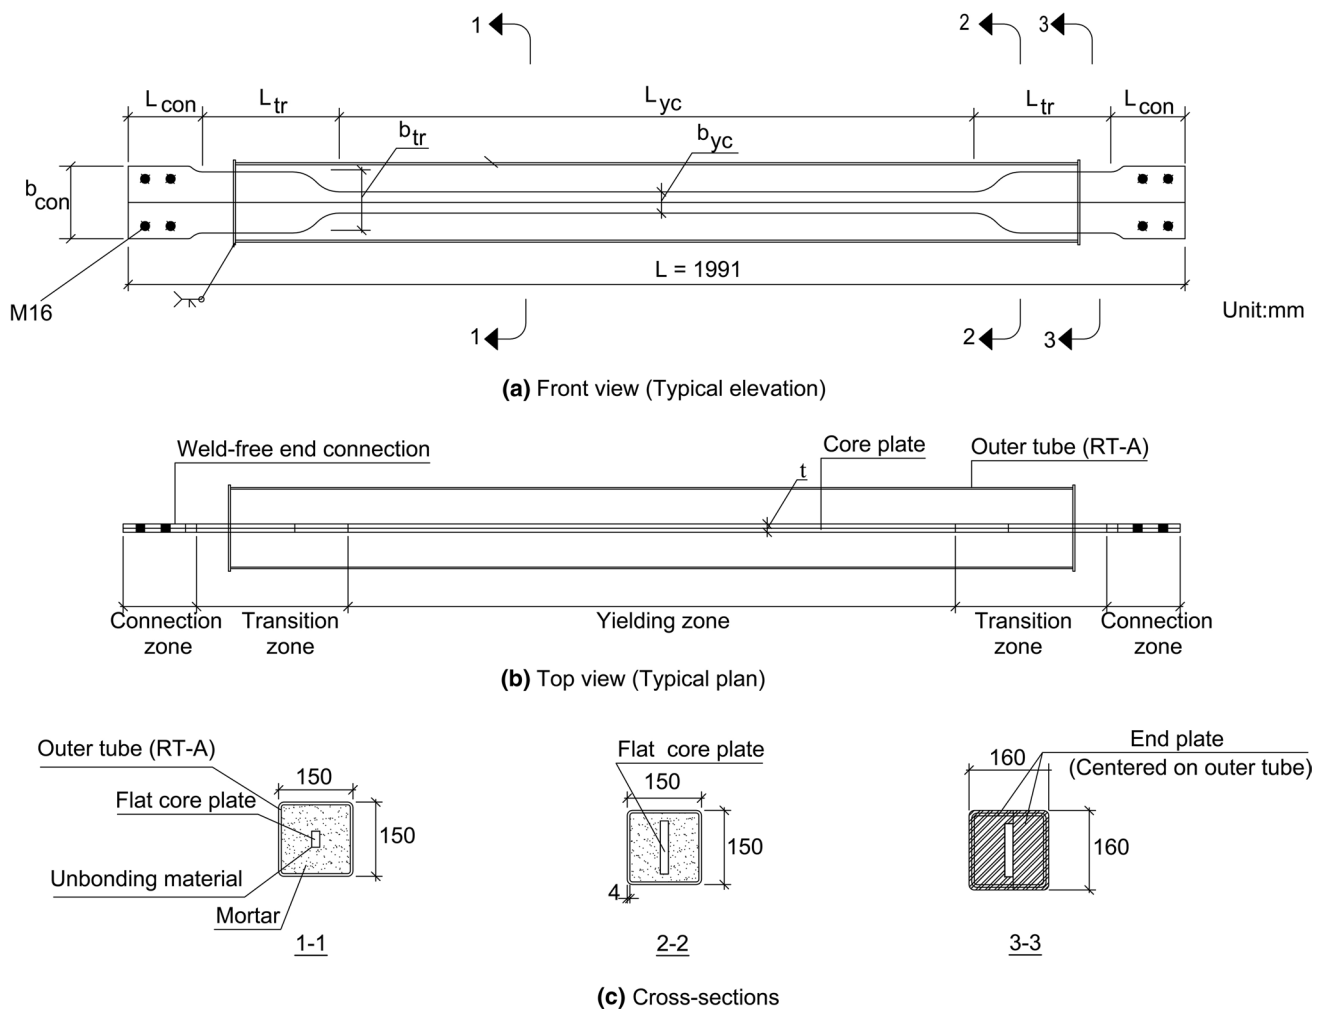 1 2 3
L con L tr L yc L tr L con
b tr b yc
b con
L = 1991
M16
Unit:mm
1 2 3
(a) Front view (Typical elevation)
Weld-free end connection
Core plate
Outer tube (RT-A)
t
Connection zone
Transition zone
Yielding zone
Transition zone
Connection zone
(b) Top view (Typical plan)
Outer tube (RT-A)
150
Flat core plate
150
Unbonding material
Mortar
1-1
Flat core plate
150
150
4
2-2
End plate
(Centered on outer tube)
160
160
3-3
(c) Cross-sections